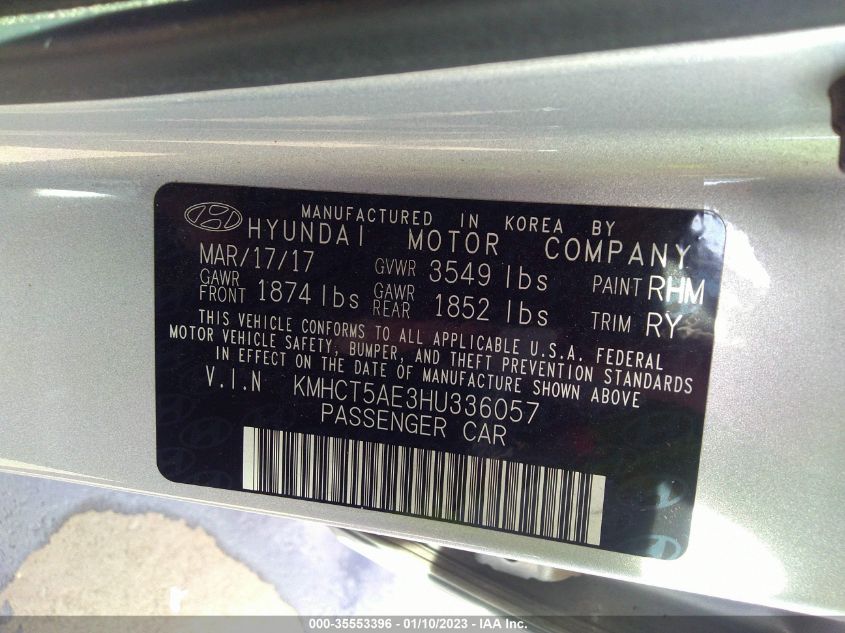 MANUFACTURED IN KOREA BY
HYUNDAI MOTOR COMPANY
MAR/17/17 GVWR 3549 lbs PAINT RHM
GAWR FRONT 1874 lbs GAWR REAR 1852 lbs TRIM RY
THIS VEHICLE CONFORMS TO ALL APPLICABLE U.S.A. FEDERAL
MOTOR VEHICLE SAFETY, BUMPER, AND THEFT PREVENTION STANDARDS
IN EFFECT ON THE DATE OF MANUFACTURE SHOWN ABOVE
V.I.N KMHCT5AE3HU336057
PASSENGER CAR
000-35553396 - 01/10/2023 - IAA Inc.